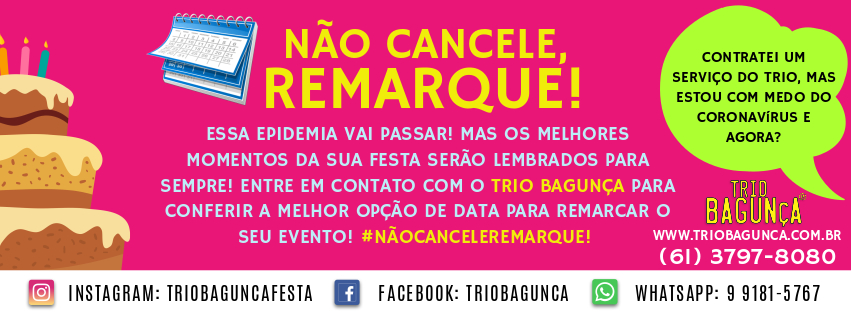 NÃO CANCELE,
REMARQUE!
ESSA EPIDEMIA VAI PASSAR! MAS OS MELHORES
MOMENTOS DA SUA FESTA SERÃO LEMBRADOS PARA
SEMPRE! ENTRE EM CONTATO COM O TRIO BAGUNÇA PARA
CONFERIR A MELHOR OPÇÃO DE DATA PARA REMARCAR O
SEU EVENTO! #NÃOCANCELEREMARQUE!
CONTRATEI UM
SERVIÇO DO TRIO, MAS
ESTOU COM MEDO DO
CORONAVÍRUS E
AGORA?
TRIO
BAGUNÇA
WWW.TRIOBAGUNCA.COM.BR
(61) 3797-8080
INSTAGRAM: TRIOBAGUNCAFESTA
FACEBOOK: TRIOBAGUNCA
WHATSAPP: 9 9181-5767